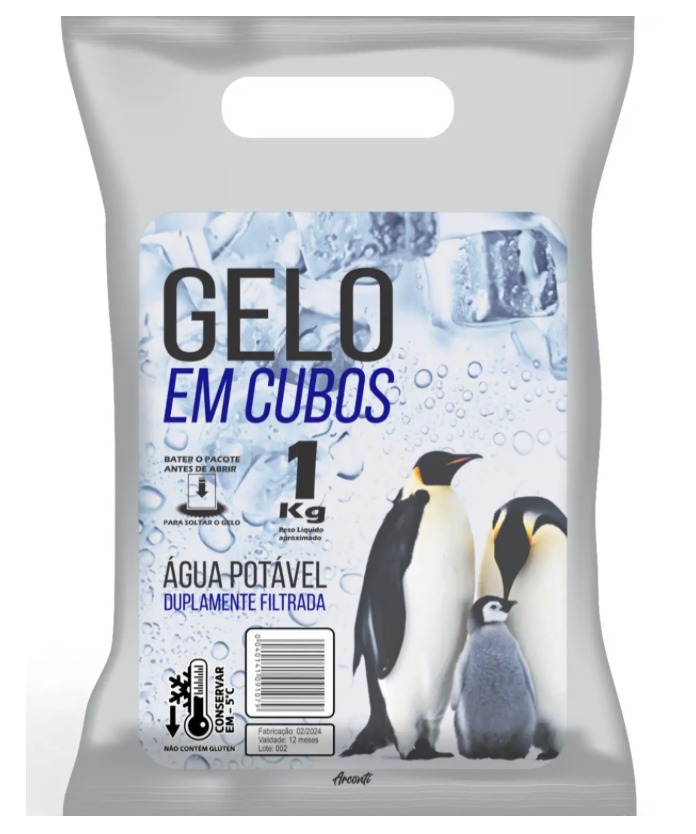 GELO
EM CUBOS
BATER O PACOTE
ANTES DE ABRIR
PARA SOLTAR O GELO
1
Kg
Peso Liquido
aproximado
ÁGUA POTÁVEL
DUPLAMENTE FILTRADA
CONSERVAR
EM – 5°C
NÃO CONTÉM GLÚTEN
Fabricação: 02/2024
Validade: 12 meses
Lote: 002
Arconti